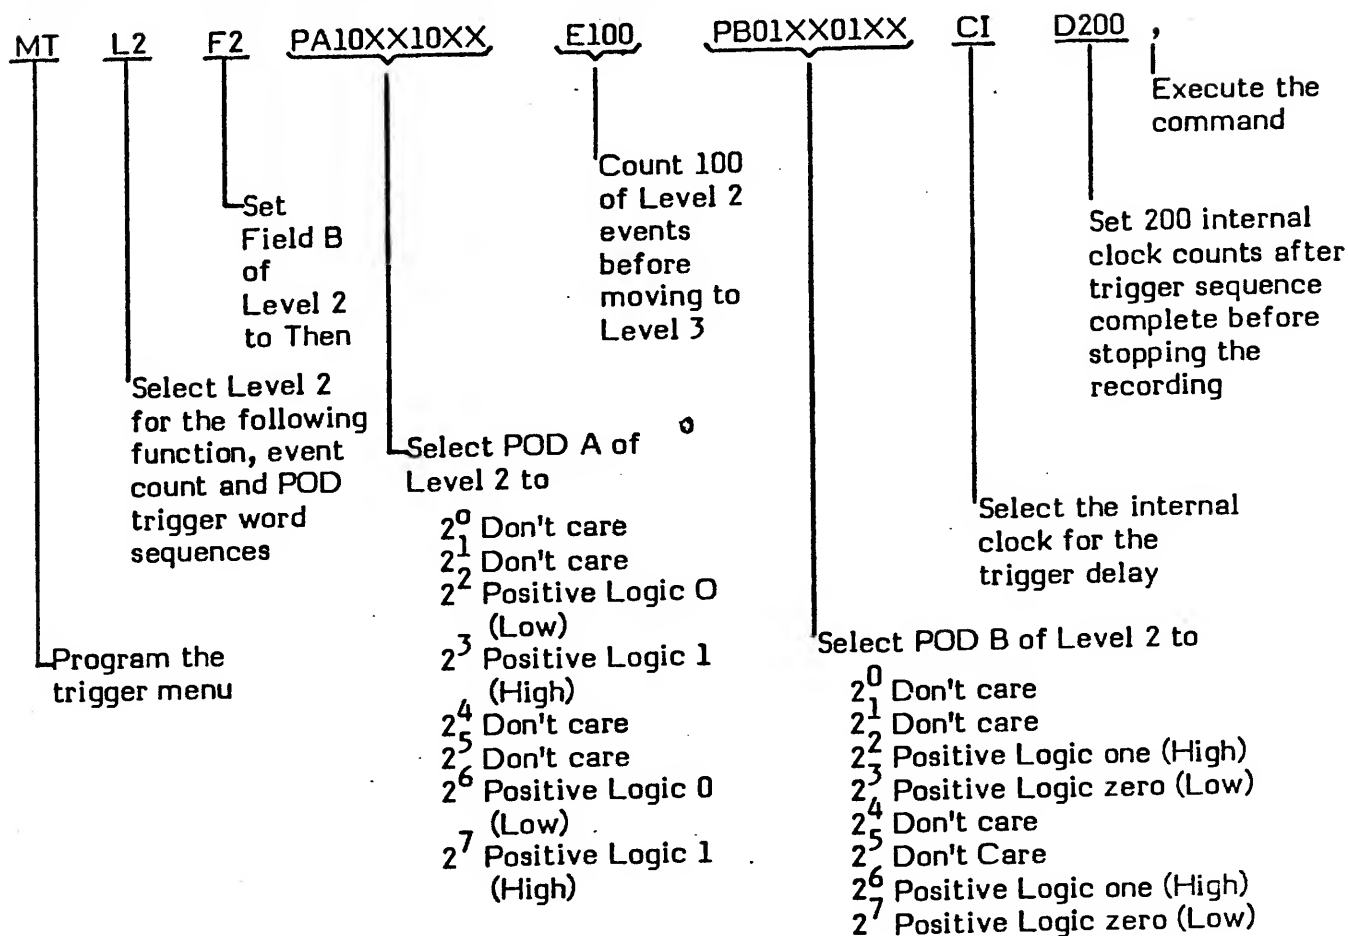 MT L2 F2 PA10XX10XX E100 PB01XX01XX CI D200 ,
Execute the
command
Count 100
of Level 2
events
before
moving to
Level 3
Set
Field B
of
Level 2
to Then
Set 200 internal
clock counts after
trigger sequence
complete before
stopping the
recording
Select Level 2
for the following
function, event
count and POD
trigger word
sequences
Select POD A of
Level 2 to
2^0 Don't care
2^1 Don't care
2^2 Positive Logic 0
(Low)
2^3 Positive Logic 1
(High)
2^4 Don't care
2^5 Don't care
2^6 Positive Logic 0
(Low)
2^7 Positive Logic 1
(High)
Select the internal
clock for the
trigger delay
Program the
trigger menu
Select POD B of Level 2 to
2^0 Don't care
2^1 Don't care
2^2 Positive Logic one (High)
2^3 Positive Logic zero (Low)
2^4 Don't care
2^5 Don't Care
2^6 Positive Logic one (High)
2^7 Positive Logic zero (Low)